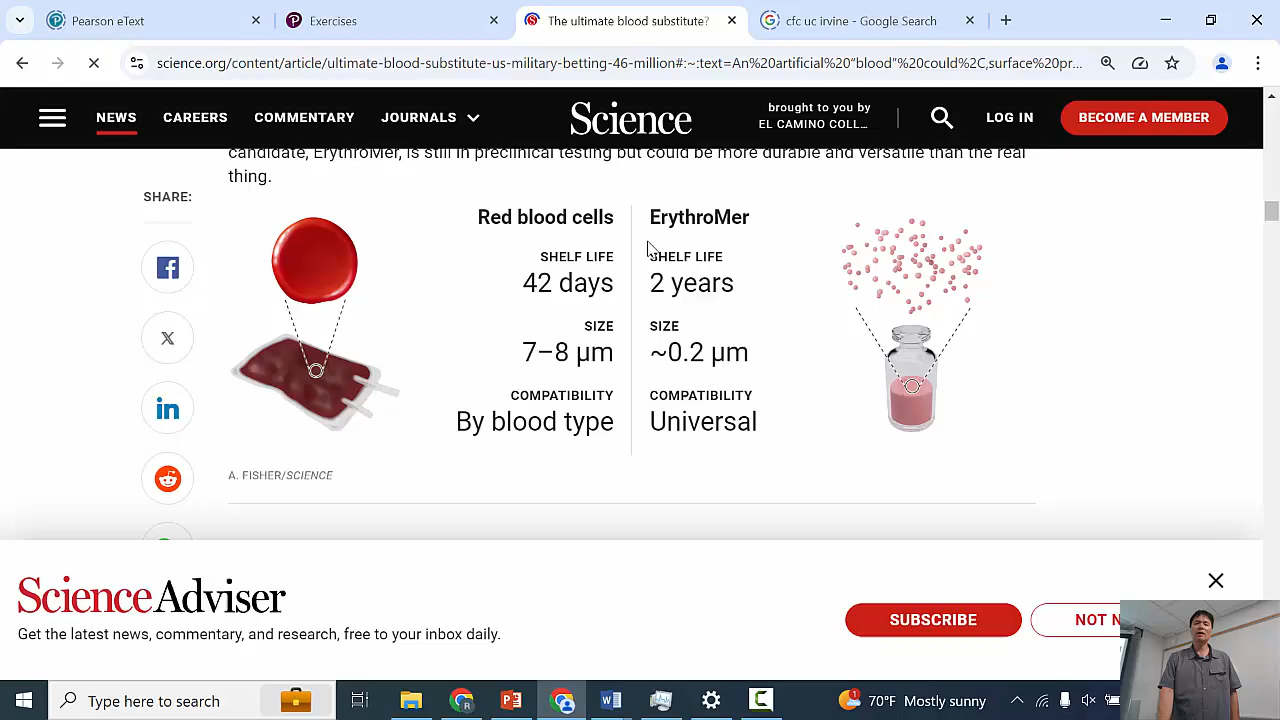 Pearson eText
Exercises
The ultimate blood substitute?
cfc uc irvine - Google Search
science.org/content/article/ultimate-blood-substitute-us-military-betting-46-million#:~:text=An%20artificial%20“blood”%20could%2C,surface%20pr...
NEWS
CAREERS
COMMENTARY
JOURNALS
Science
brought to you by
EL CAMINO COLL...
LOG IN
BECOME A MEMBER
candidate, ErythroMer, is still in preclinical testing but could be more durable and versatile than the real
thing.
SHARE:
Red blood cells
SHELF LIFE
42 days
SIZE
7–8 µm
COMPATIBILITY
By blood type
ErythroMer
SHELF LIFE
2 years
SIZE
~0.2 µm
COMPATIBILITY
Universal
A. FISHER/SCIENCE
ScienceAdviser
Get the latest news, commentary, and research, free to your inbox daily.
SUBSCRIBE
NOT N
Type here to search
70°F Mostly sunny